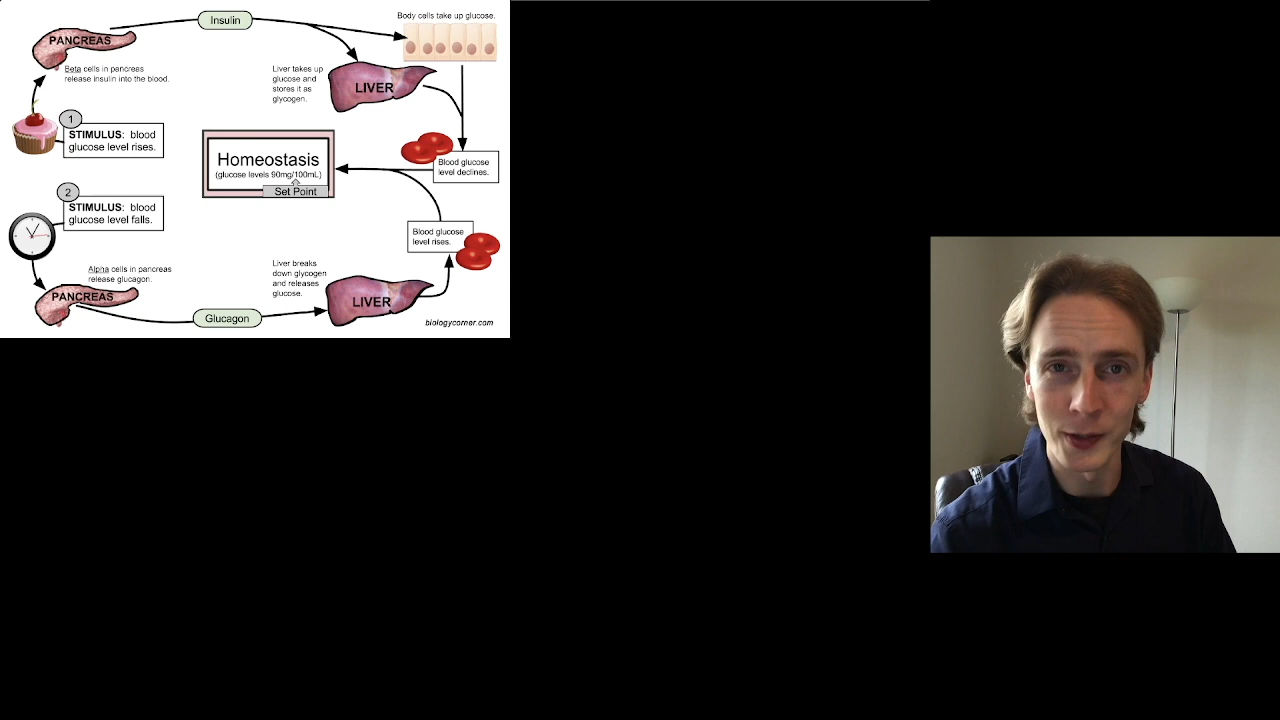 Insulin
Body cells take up glucose.
PANCREAS
Beta cells in pancreas
release insulin into the blood.
Liver takes up
glucose and
stores it as
glycogen.
LIVER
1
STIMULUS: blood
glucose level rises.
Homeostasis
(glucose levels 90mg/100mL)
Set Point
Blood glucose
level declines.
2
STIMULUS: blood
glucose level falls.
Blood glucose
level rises.
Alpha cells in pancreas
release glucagon.
Liver breaks
down glycogen
and releases
glucose.
PANCREAS
LIVER
Glucagon
biologycorner.com